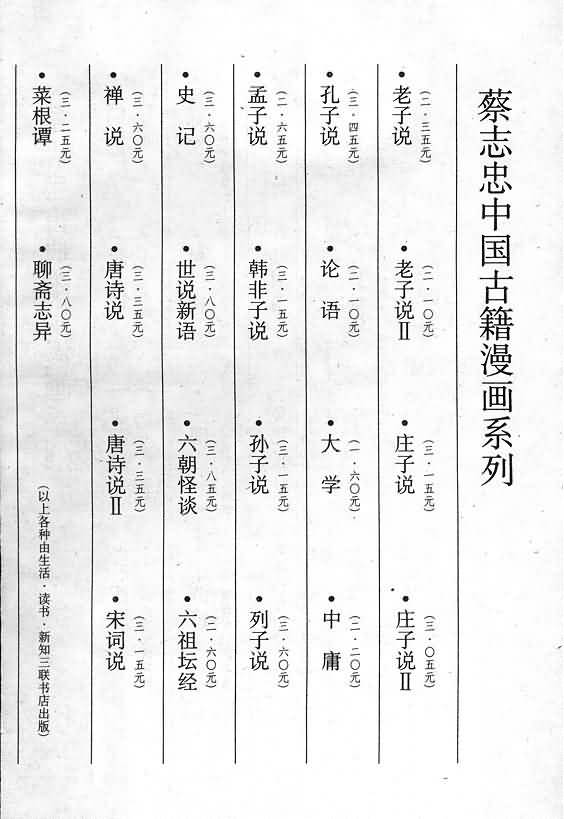 蔡志忠中国古籍漫画系列
•老子说（二·三五元）
•老子说Ⅱ（二·一〇元）
•庄子说（三·一五元）
•庄子说Ⅱ（三·〇五元）
•孔子说（三·四五元）
•论语（二·一〇元）
•大学（一·六〇元）
•中庸（二·二〇元）
•孟子说（二·六五元）
•韩非子说（三·一五元）
•孙子说（三·一五元）
•列子说（三·六〇元）
•史记（三·六〇元）
•世说新语（三·八〇元）
•六朝怪谈（三·八五元）
•六祖坛经（二·六〇元）
•禅说（三·六〇元）
•唐诗说（三·三五元）
•唐诗说Ⅱ（三·三五元）
•宋词说（三·一五元）
•菜根谭（三·二五元）
•聊斋志异（三·八〇元）
（以上各种由生活·读书·新知三联书店出版）